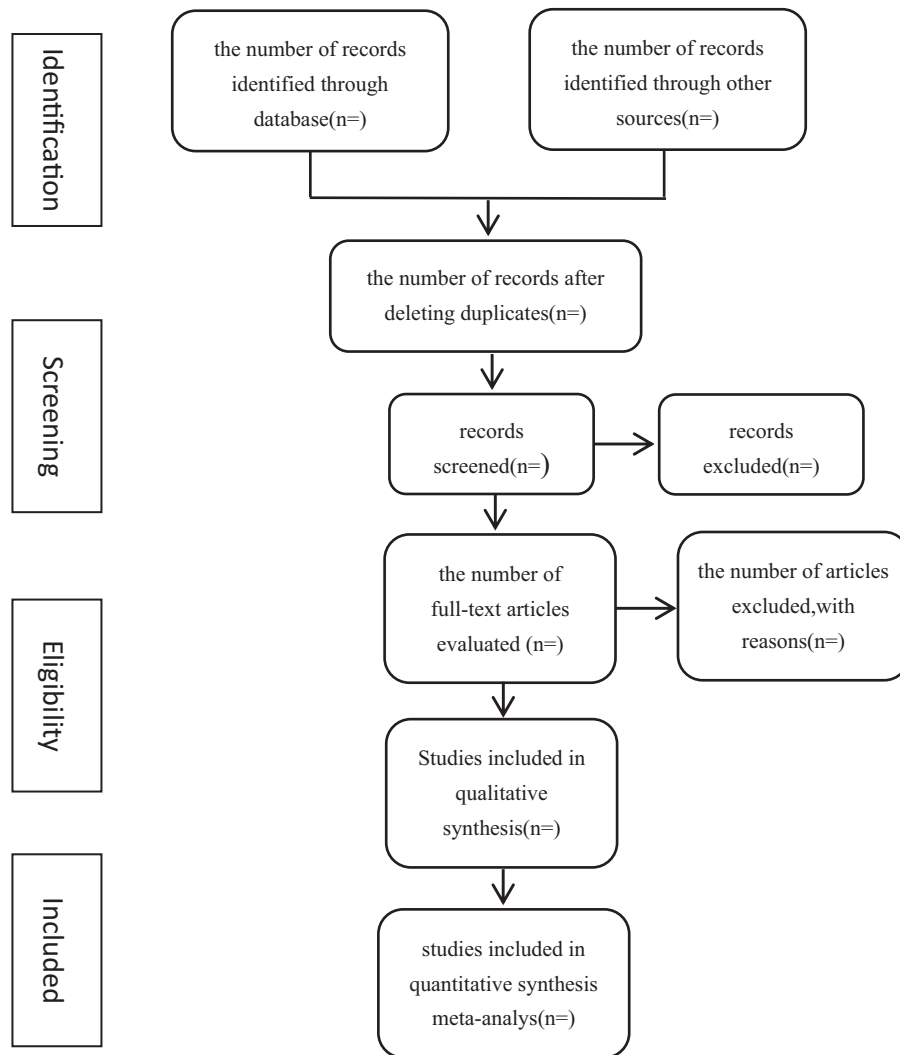 Identification
the number of records
identified through
database(n=)
the number of records
identified through other
sources(n=)
the number of records after
deleting duplicates(n=)
Screening
records
screened(n=)
records
excluded(n=)
the number of
full-text articles
evaluated (n=)
the number of articles
excluded,with
reasons(n=)
Eligibility
Studies included in
qualitative
synthesis(n=)
Included
studies included in
quantitative synthesis
meta-analys(n=)